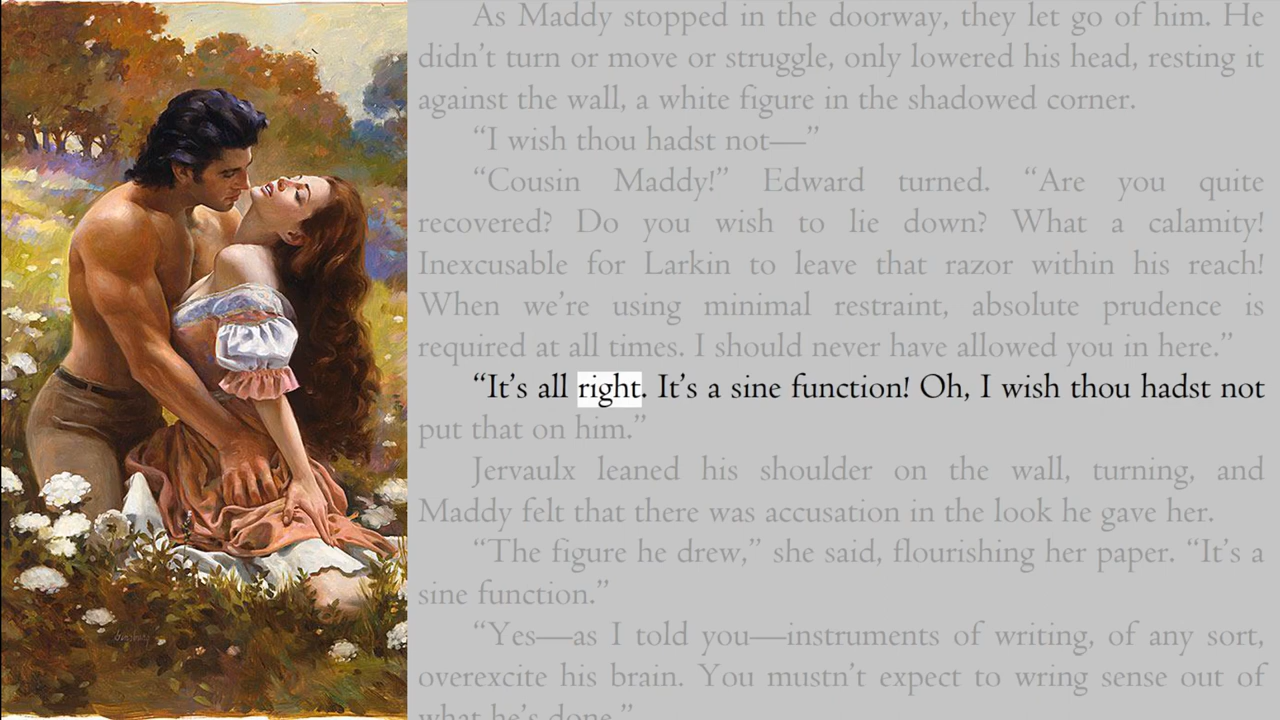 As Maddy stopped in the doorway, they let go of him. He
didn’t turn or move or struggle, only lowered his head, resting it
against the wall, a white figure in the shadowed corner.
“I wish thou hadst not—”
“Cousin Maddy!” Edward turned. “Are you quite
recovered? Do you wish to lie down? What a calamity!
Inexcusable for Larkin to leave that razor within his reach!
When we’re using minimal restraint, absolute prudence is
required at all times. I should never have allowed you in here.”
“It’s all right. It’s a sine function! Oh, I wish thou hadst not
put that on him.”
Jervaulx leaned his shoulder on the wall, turning, and
Maddy felt that there was accusation in the look he gave her.
“The figure he drew,” she said, flourishing her paper. “It’s a
sine function.”
“Yes—as I told you—instruments of writing, of any sort,
overexcite his brain. You mustn’t expect to wring sense out of
what he’s done.”